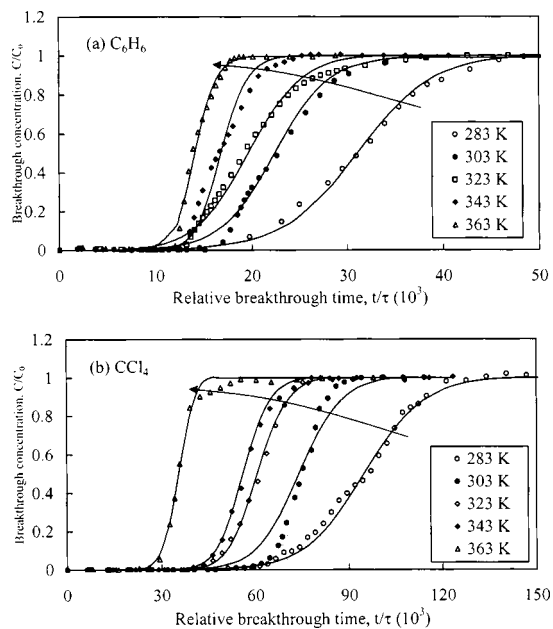 1.2
1
0.8
0.6
0.4
0.2
0
Breakthrough concentration. C/C₀
(a) C₆H₆
283 K
303 K
323 K
343 K
363 K
0 10 20 30 40 50
Relative breakthrough time, t/τ (10³)
1.2
1
0.8
0.6
0.4
0.2
0
Breakthrough concentration. C/C₀
(b) CCl₄
283 K
303 K
323 K
343 K
363 K
0 30 60 90 120 150
Relative breakthrough time, t/τ (10³)